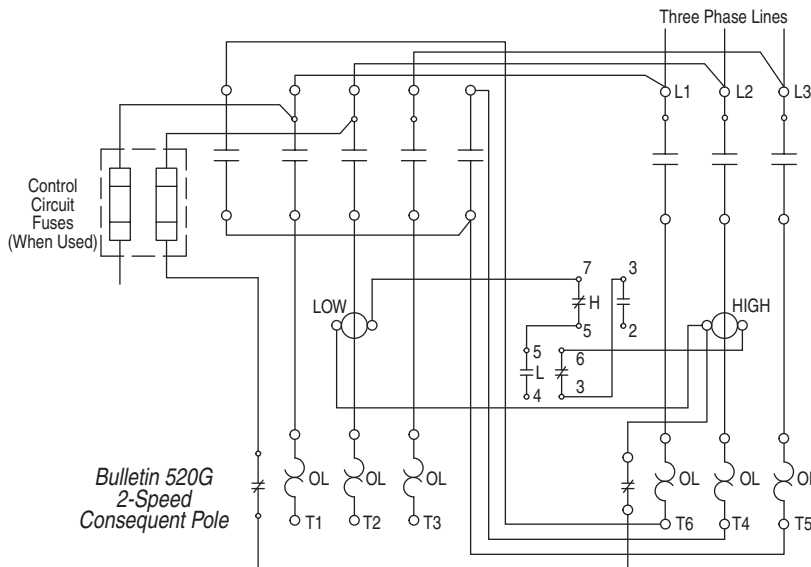 Three Phase Lines
L1
L2
L3
Control
Circuit
Fuses
(When Used)
LOW
7
3
H
HIGH
5
2
5
6
L
4
3
Bulletin 520G
2-Speed
Consequent Pole
OL
OL
OL
OL
OL
OL
T1
T2
T3
T6
T4
T5